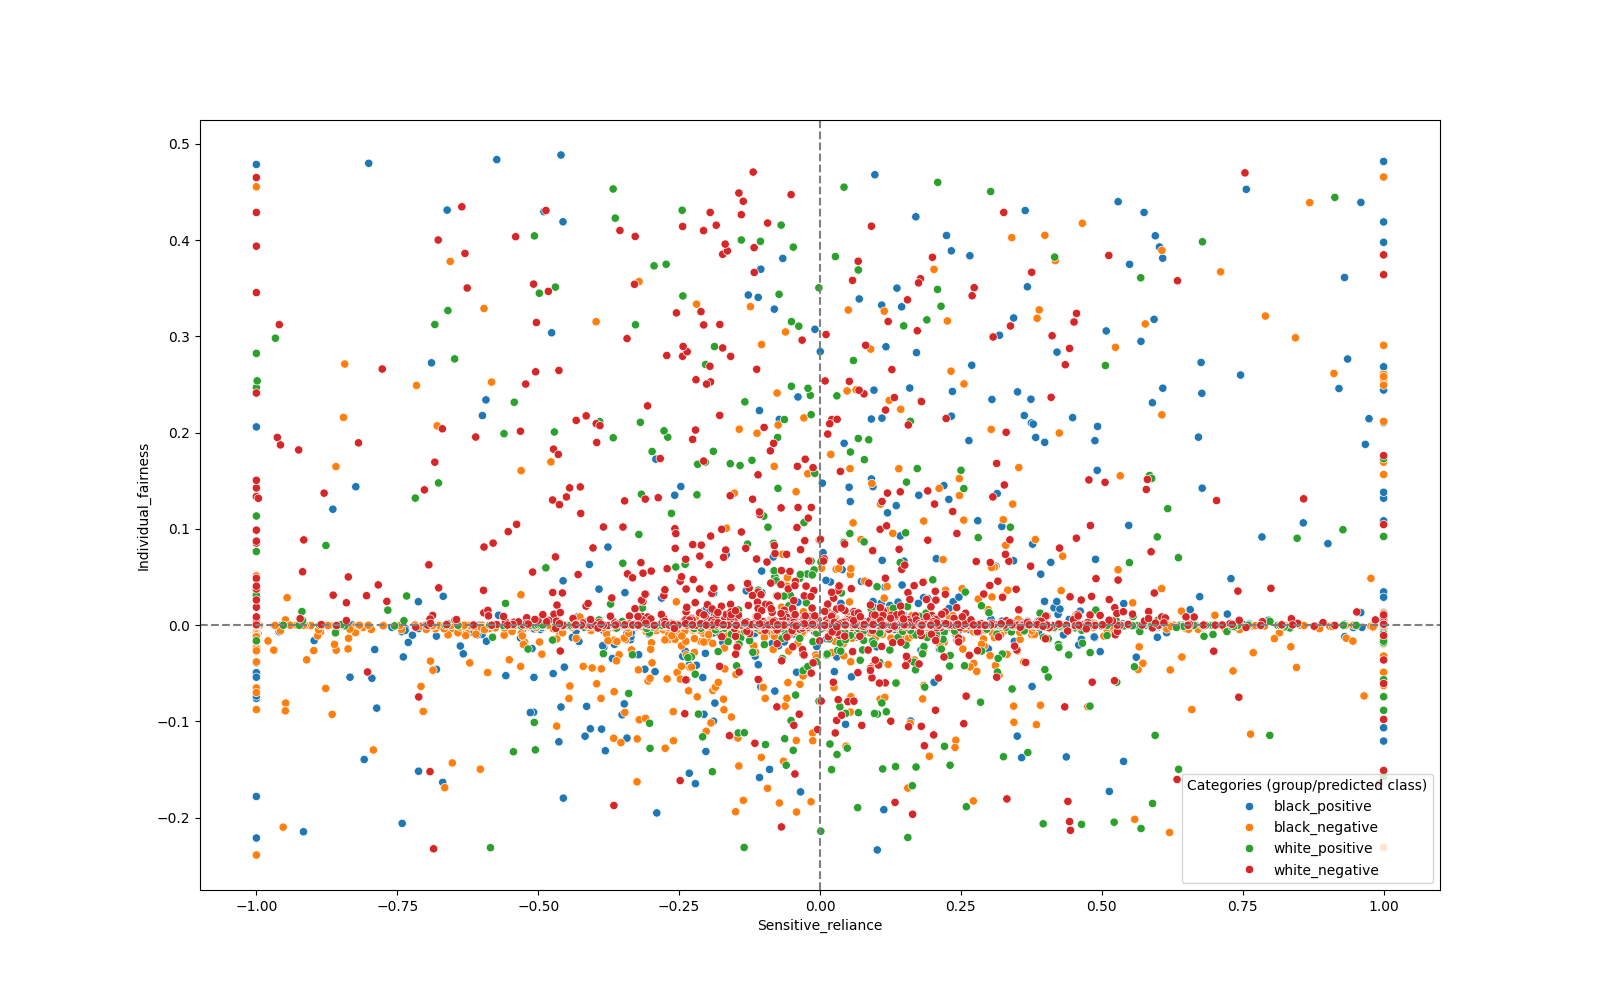 0.5
0.4
0.3
0.2
0.1
0.0
−0.1
−0.2
Individual_fairness
−1.00 −0.75 −0.50 −0.25 0.00 0.25 0.50 0.75 1.00
Sensitive_reliance
Categories (group/predicted class)
black_positive
black_negative
white_positive
white_negative